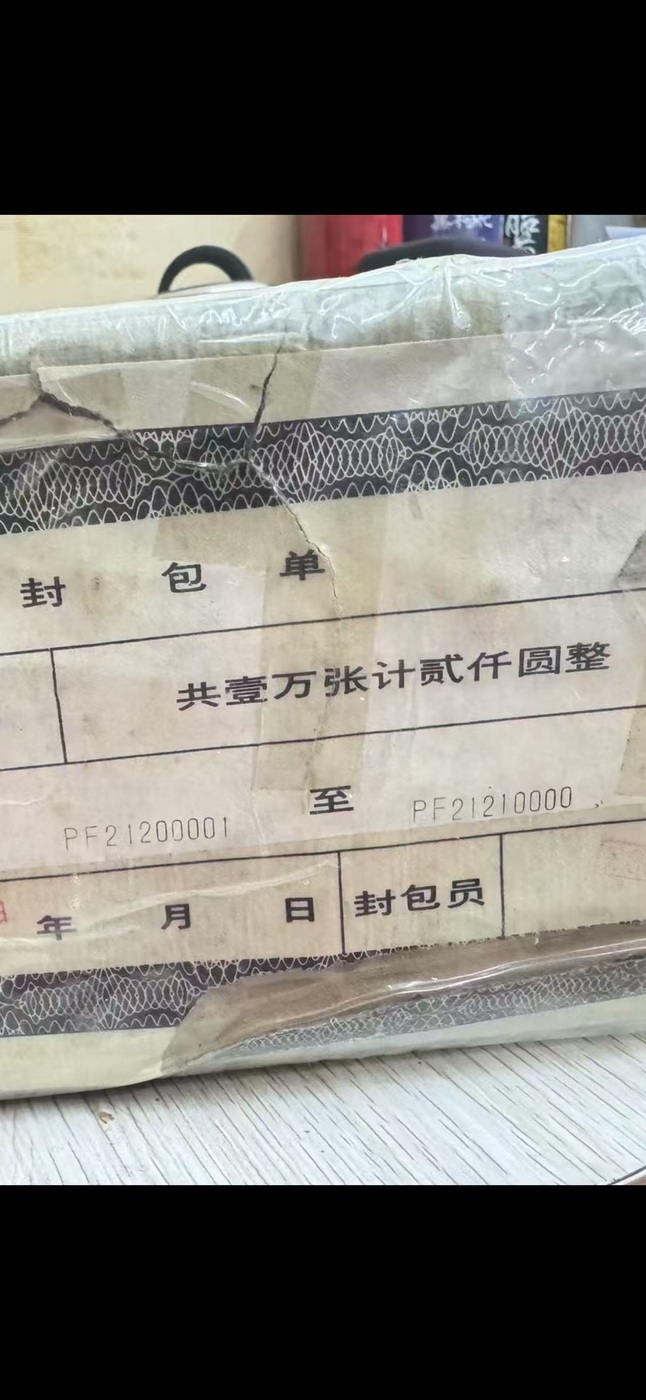 封 包 单
共壹万张计贰仟圆整
PF21200001 至 PF21210000
年 月 日 封包员